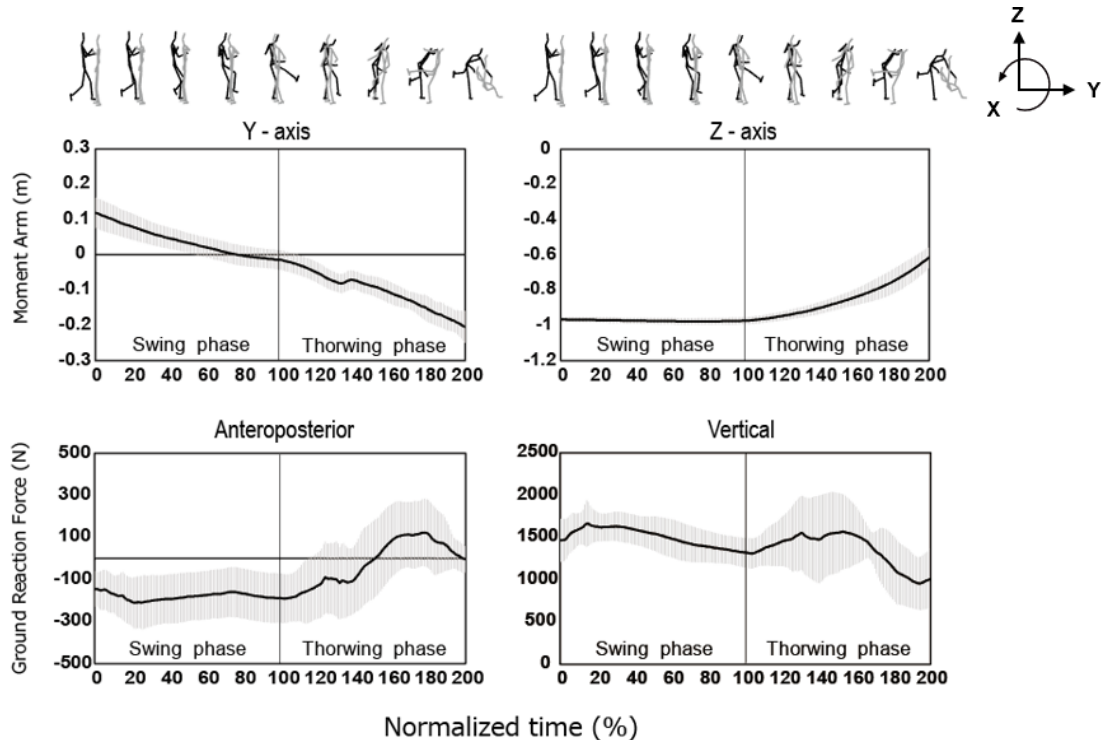 Z
Y
X
Y - axis
Z - axis
Moment Arm (m)
0.3
0.2
0.1
0
-0.1
-0.2
-0.3
Swing phase
Thorwing phase
0 20 40 60 80 100 120 140 160 180 200
0
-0.2
-0.4
-0.6
-0.8
-1
-1.2
Swing phase
Thorwing phase
0 20 40 60 80 100 120 140 160 180 200
Anteroposterior
Vertical
Ground Reaction Force (N)
500
300
100
-100
-300
-500
Swing phase
Thorwing phase
0 20 40 60 80 100 120 140 160 180 200
2500
2000
1500
1000
500
0
Swing phase
Thorwing phase
0 20 40 60 80 100 120 140 160 180 200
Normalized time (%)